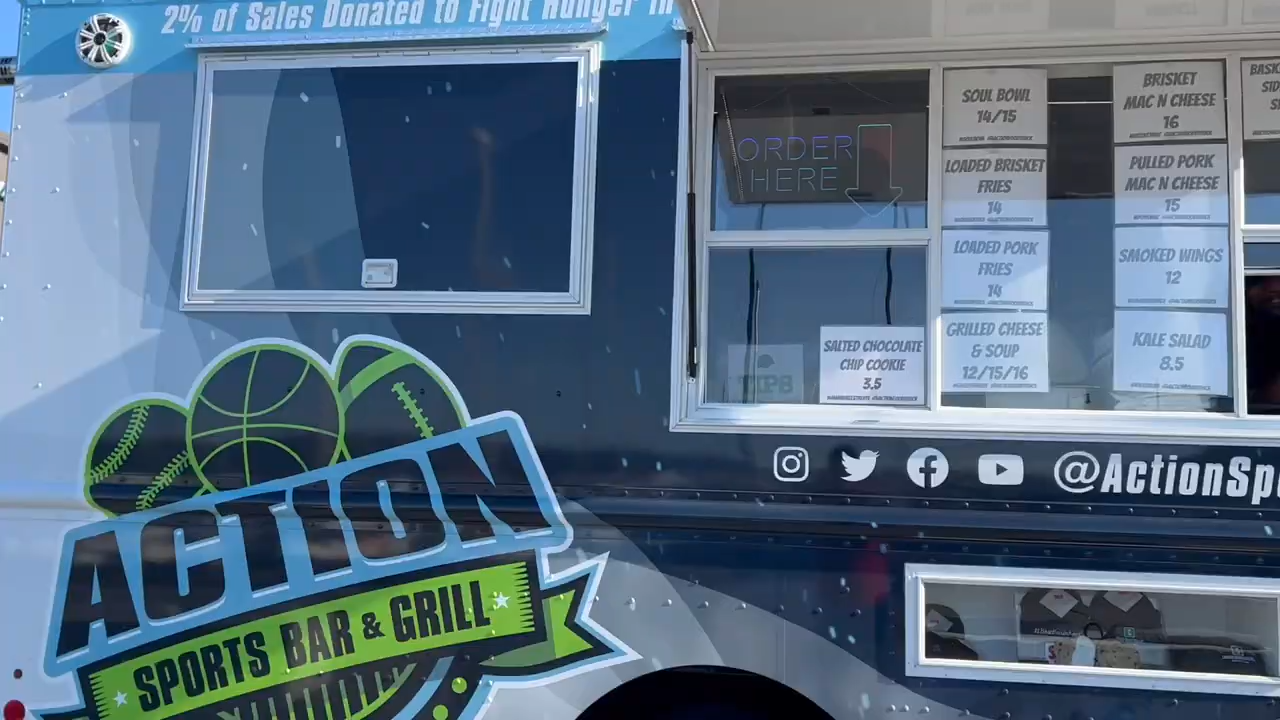 2% of Sales Donated to Fight Hunger in
ORDER
HERE
SOUL BOWL
14/15
LOADED BRISKET
FRIES
14
LOADED PORK
FRIES
14
GRILLED CHEESE
& SOUP
12/15/16
BRISKET
MAC N CHEESE
16
PULLED PORK
MAC N CHEESE
15
SMOKED WINGS
12
KALE SALAD
8.5
SALTED CHOCOLATE
CHIP COOKIE
3.5
@ActionSp
ACTION
SPORTS BAR & GRILL